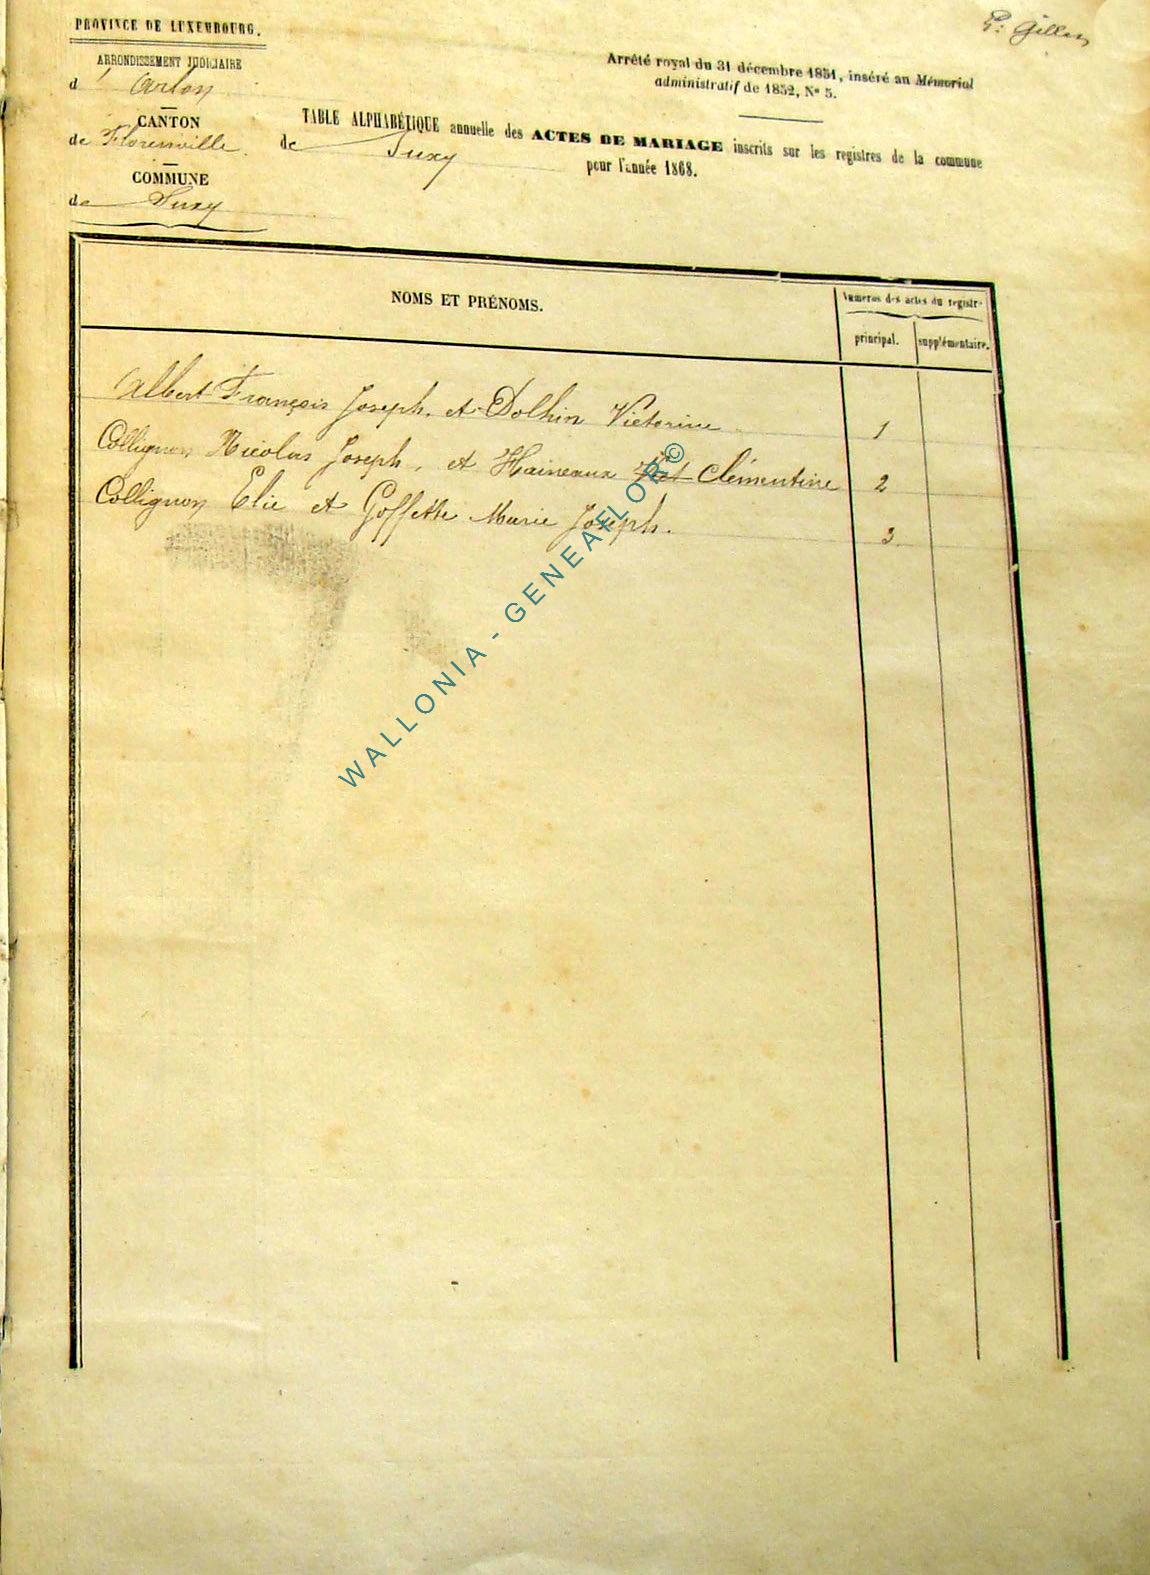 PROVINCE DE LUXEMBOURG.
ARRONDISSEMENT JUDICIAIRE
d'Arlon
CANTON
de Florenville.
COMMUNE
de Suxy
G. Gillen
Arrêté royal du 31 décembre 1851, inséré au Mémorial
administratif de 1852, No 5.
TABLE ALPHABÉTIQUE annuelle des ACTES DE MARIAGE inscrits sur les registres de la commune
de Suxy pour l'année 1868.
NOMS ET PRÉNOMS.
Numéros des actes du registre
principal.
supplémentaire.
Albert François Joseph, et Dolhin Victorine 1
Collignon Nicolas Joseph, et Haineaux Clémentine 2
Collignon Elie et Goffette Marie Joseph. 3
WALLONIA - GENEAFLOR©